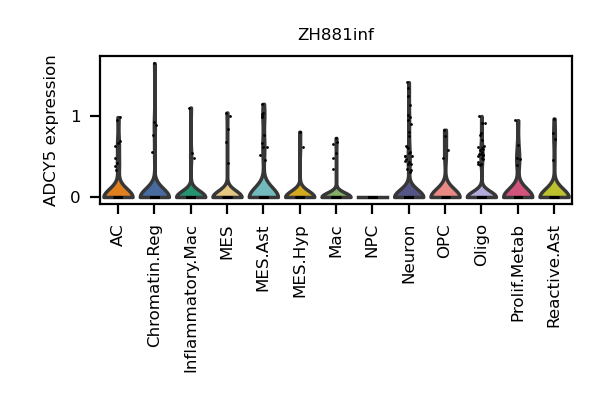 ZH881inf
ADCY5 expression
1
0
AC
Chromatin.Reg
Inflammatory.Mac
MES
MES.Ast
MES.Hyp
Mac
NPC
Neuron
OPC
Oligo
Prolif.Metab
Reactive.Ast